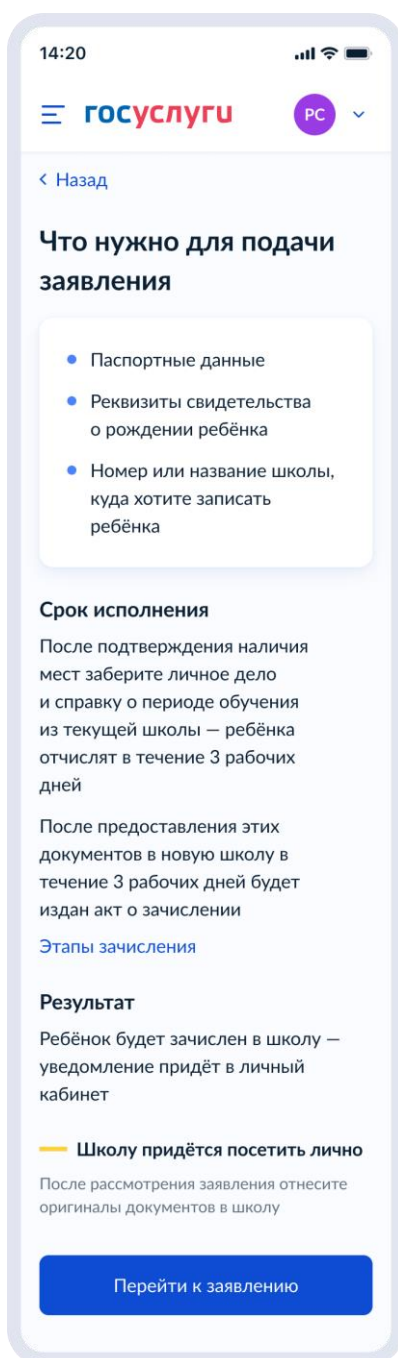 14:20
госуслуги
РС
Назад
Что нужно для подачи
заявления
Паспортные данные
Реквизиты свидетельства
о рождении ребёнка
Номер или название школы,
куда хотите записать
ребёнка
Срок исполнения
После подтверждения наличия
мест заберите личное дело
и справку о периоде обучения
из текущей школы — ребёнка
отчислят в течение 3 рабочих
дней
После предоставления этих
документов в новую школу в
течение 3 рабочих дней будет
издан акт о зачислении
Этапы зачисления
Результат
Ребёнок будет зачислен в школу —
уведомление придёт в личный
кабинет
Школу придётся посетить лично
После рассмотрения заявления отнесите
оригиналы документов в школу
Перейти к заявлению